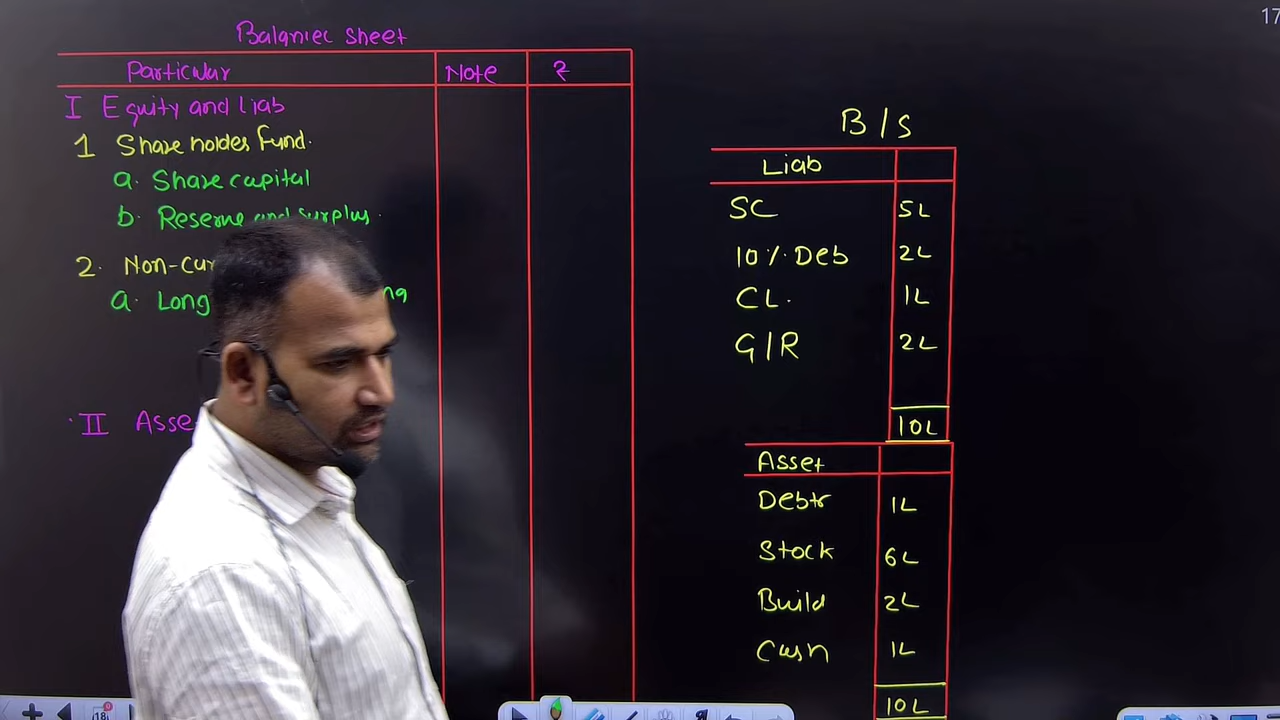 17
Balaniec Sheet
Particular Note ₹
I Equity and Liab
1 Share holdes fund.
a. Share capital
b. Reserve and surplus.
2. Non-cur
a. Long
II Asse
B/S
Liab
SC 5L
10%. Deb 2L
CL. 1L
G/R 2L
10L
Asset
Debtr 1L
Stock 6L
Build 2L
Cash 1L
10L
18